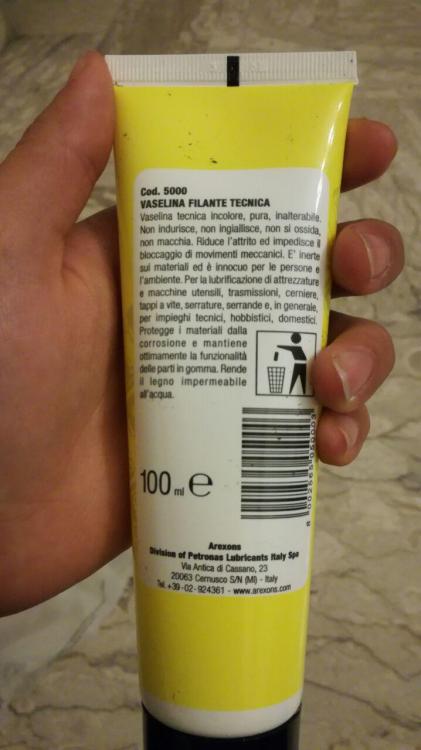 Cod. 5000
VASELINA FILANTE TECNICA
Vaselina tecnica incolore, pura, inalterabile.
Non indurisce, non ingiallisce, non si ossida,
non macchia. Riduce l'attrito ed impedisce il
bloccaggio di movimenti meccanici. E' inerte
sui materiali ed è innocuo per le persone e
l'ambiente. Per la lubrificazione di attrezzature
e macchine utensili, trasmissioni, cerniere,
tappi a vite, serrature, serrande e, in generale,
per impieghi tecnici, hobbistici, domestici.
Protegge i materiali dalla
corrosione e mantiene
ottimamente la funzionalità
delle parti in gomma. Rende
il legno impermeabile
all'acqua.
100 ml e
8 002565 050003
Arexons
Division of Petronas Lubricants Italy Spa
Via Antica di Cassano, 23
20063 Cernusco S/N (MI) - Italy
Tel. +39-02-924361 - www.arexons.com